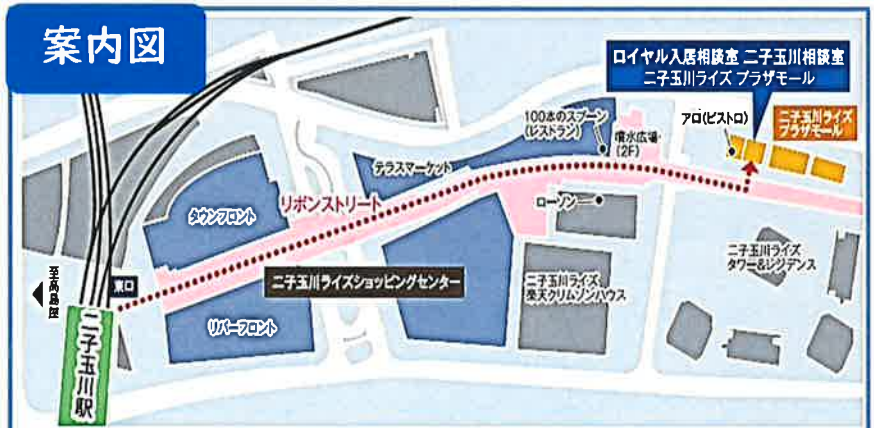 案内図
ロイヤル入居相談室 二子玉川相談室
二子玉川ライズ プラザモール
100本のスプーン
(レストラン)
噴水広場
(2F)
アロ(ビストロ)
二子玉川ライズ
プラザモール
テラスマーケット
リボンストリート
タウンフロント
ローソン
二子玉川ライズ
タワー&レジデンス
二子玉川ライズショッピングセンター
二子玉川ライズ
楽天クリムゾンハウス
至高島屋
東口
リバーフロント
二子玉川駅